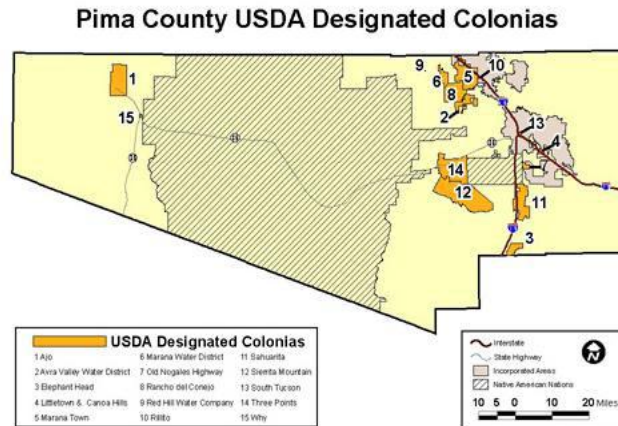 Pima County USDA Designated Colonias
1
15
9
6
5
10
8
2
13
4
14
12
11
3
USDA Designated Colonias
1 Ajo
2 Avra Valley Water District
3 Elephant Head
4 Littletown & Canoa Hills
5 Marana Town
6 Marana Water District
7 Old Nogales Highway
8 Rancho del Conejo
9 Red Hill Water Company
10 Rillito
11 Sahuarita
12 Sierrita Mountain
13 South Tucson
14 Three Points
15 Why
Interstate
State Highway
Incorporated Areas
Native American Nations
N
10 5 0 10 20 Miles